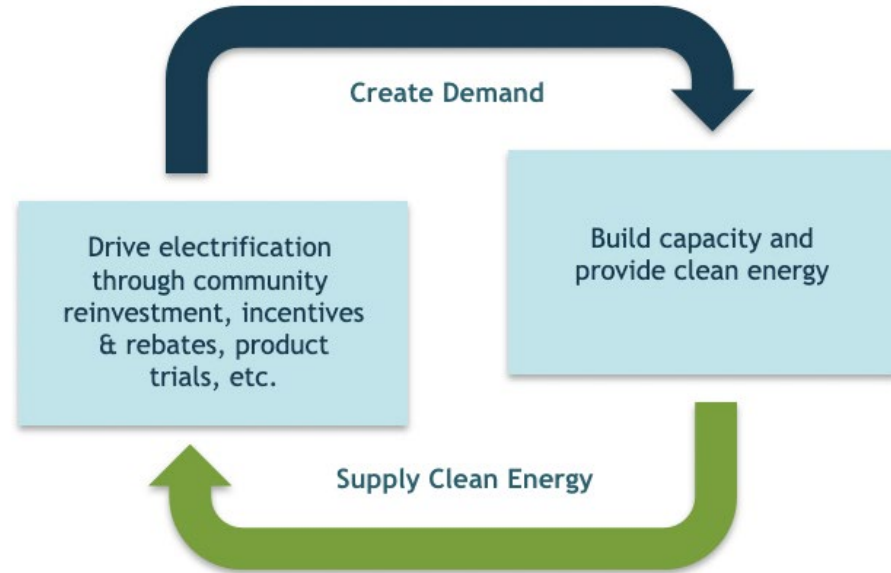 Create Demand
Drive electrification
through community
reinvestment, incentives
& rebates, product
trials, etc.
Build capacity and
provide clean energy
Supply Clean Energy